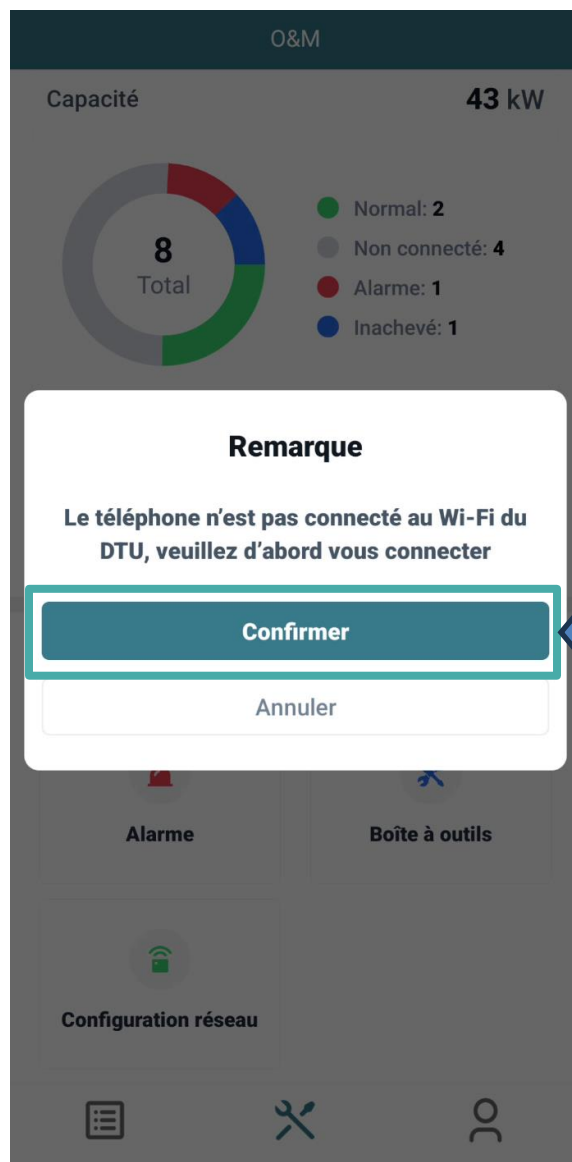 O&M
Capacité 43 kW
8
Total
Normal: 2
Non connecté: 4
Alarme: 1
Inachevé: 1
Remarque
Le téléphone n'est pas connecté au Wi-Fi du
DTU, veuillez d'abord vous connecter
Confirmer
Annuler
Alarme
Boîte à outils
Configuration réseau